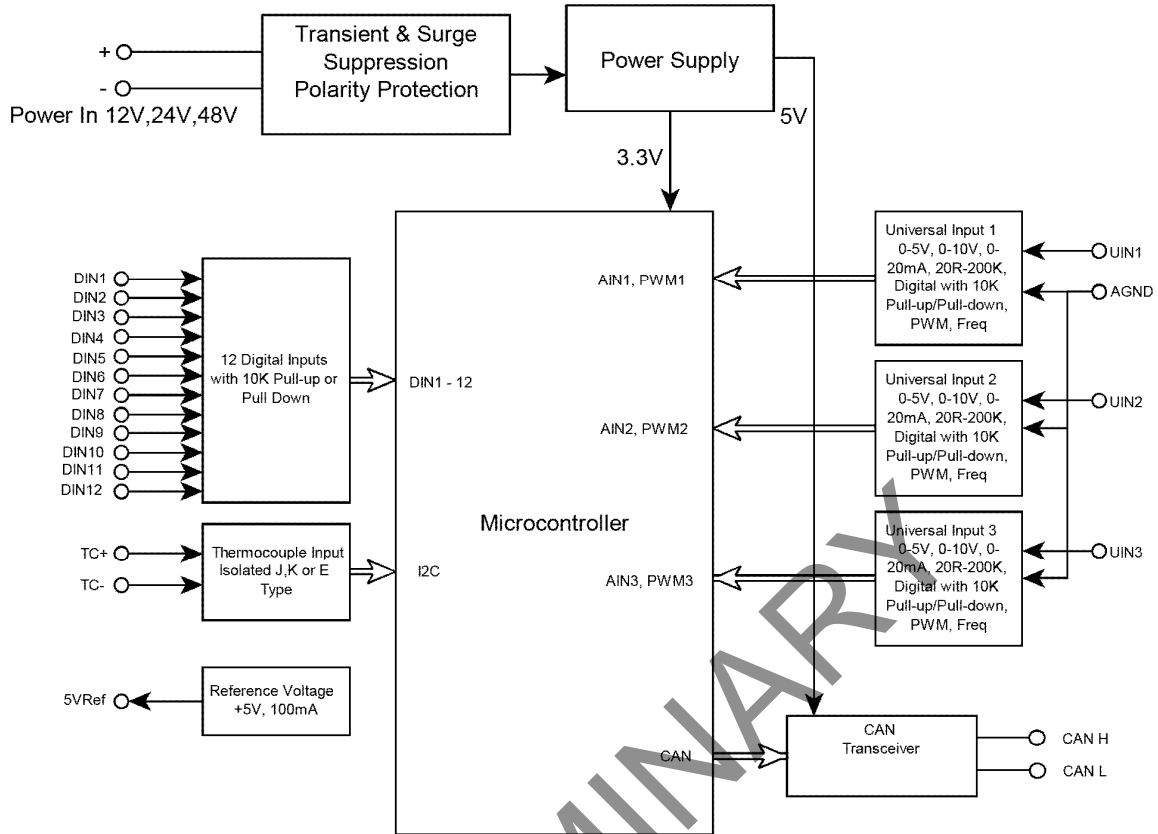 Transient & Surge
Suppression
Polarity Protection
+
-
Power In 12V,24V,48V
Power Supply
5V
3.3V
DIN1
DIN2
DIN3
DIN4
DIN5
DIN6
DIN7
DIN8
DIN9
DIN10
DIN11
DIN12
12 Digital Inputs
with 10K Pull-up or
Pull Down
TC+
TC-
Thermocouple Input
Isolated J,K or E
Type
5VRef
Reference Voltage
+5V, 100mA
DIN1 - 12
I2C
Microcontroller
AIN1, PWM1
AIN2, PWM2
AIN3, PWM3
CAN
Universal Input 1
0-5V, 0-10V, 0-
20mA, 20R-200K,
Digital with 10K
Pull-up/Pull-down,
PWM, Freq
UIN1
AGND
Universal Input 2
0-5V, 0-10V, 0-
20mA, 20R-200K,
Digital with 10K
Pull-up/Pull-down,
PWM, Freq
UIN2
Universal Input 3
0-5V, 0-10V, 0-
20mA, 20R-200K,
Digital with 10K
Pull-up/Pull-down,
PWM, Freq
UIN3
CAN
Transceiver
CAN H
CAN L
MINARY